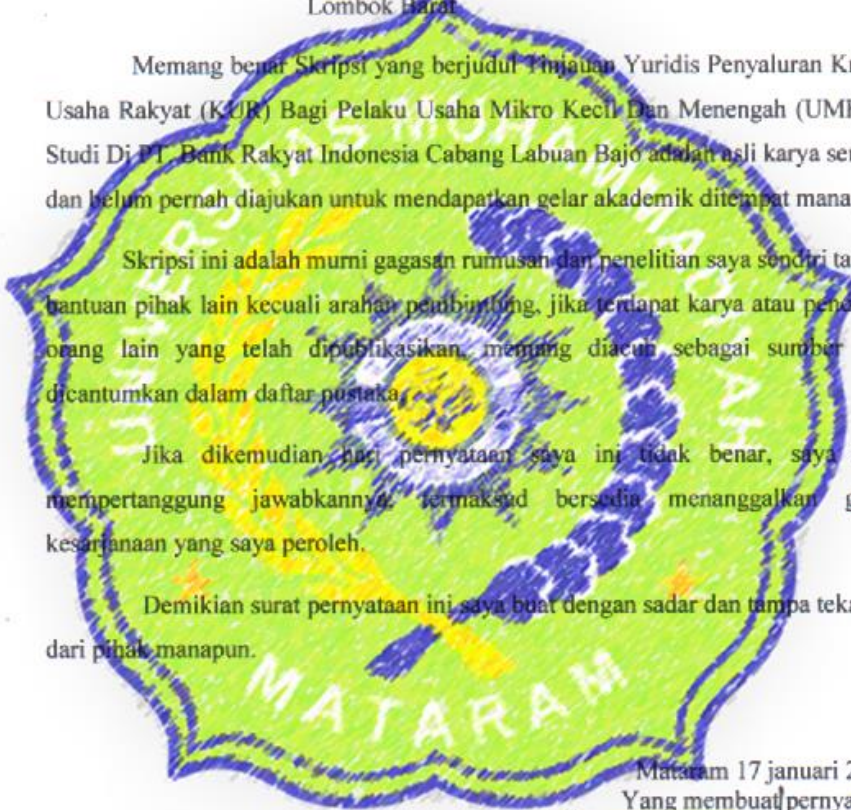 Lombok Barat
Memang benar Skripsi yang berjudul Tinjauan Yuridis Penyaluran Kr
Usaha Rakyat (KUR) Bagi Pelaku Usaha Mikro Kecil Dan Menengah (UMK
Studi Di PT. Bank Rakyat Indonesia Cabang Labuan Bajo adalah asli karya sen
dan belum pernah diajukan untuk mendapatkan gelar akademik ditempat mana
Skripsi ini adalah murni gagasan rumusan dan penelitian saya sendiri ta
bantuan pihak lain kecuali arahan pembimbing, jika terdapat karya atau pend
orang lain yang telah dipublikasikan, memang diacuh sebagai sumber
dicantumkan dalam daftar pustaka.
Jika dikemudian hari pernyataan saya ini tidak benar, saya
mempertanggung jawabkannya, termaksud bersedia menanggalkan g
kesarjanaan yang saya peroleh.
Demikian surat pernyataan ini saya buat dengan sadar dan tampa teka
dari pihak manapun.
Mataram 17 januari 2
Yang membuat pernya
UNIVERSITAS MUHAMMADIYAH
MATARAM